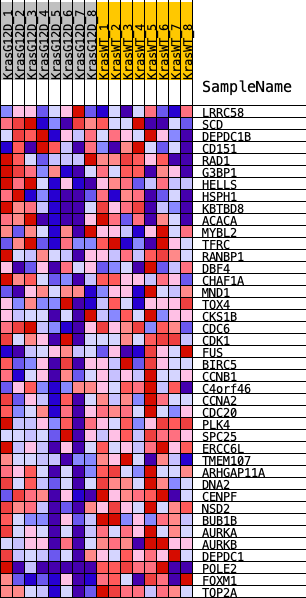 KrasG12D_1
KrasG12D_2
KrasG12D_3
KrasG12D_4
KrasG12D_5
KrasG12D_6
KrasG12D_7
KrasG12D_8
KrasWT_1
KrasWT_2
KrasWT_3
KrasWT_4
KrasWT_5
KrasWT_6
KrasWT_7
KrasWT_8
SampleName
LRRC58
SCD
DEPDC1B
CD151
RAD1
G3BP1
HELLS
HSPH1
KBTBD8
ACACA
MYBL2
TFRC
RANBP1
DBF4
CHAF1A
MND1
TOX4
CKS1B
CDC6
CDK1
FUS
BIRC5
CCNB1
C4orf46
CCNA2
CDC20
PLK4
SPC25
ERCC6L
TMEM107
ARHGAP11A
DNA2
CENPF
NSD2
BUB1B
AURKA
AURKB
DEPDC1
POLE2
FOXM1
TOP2A